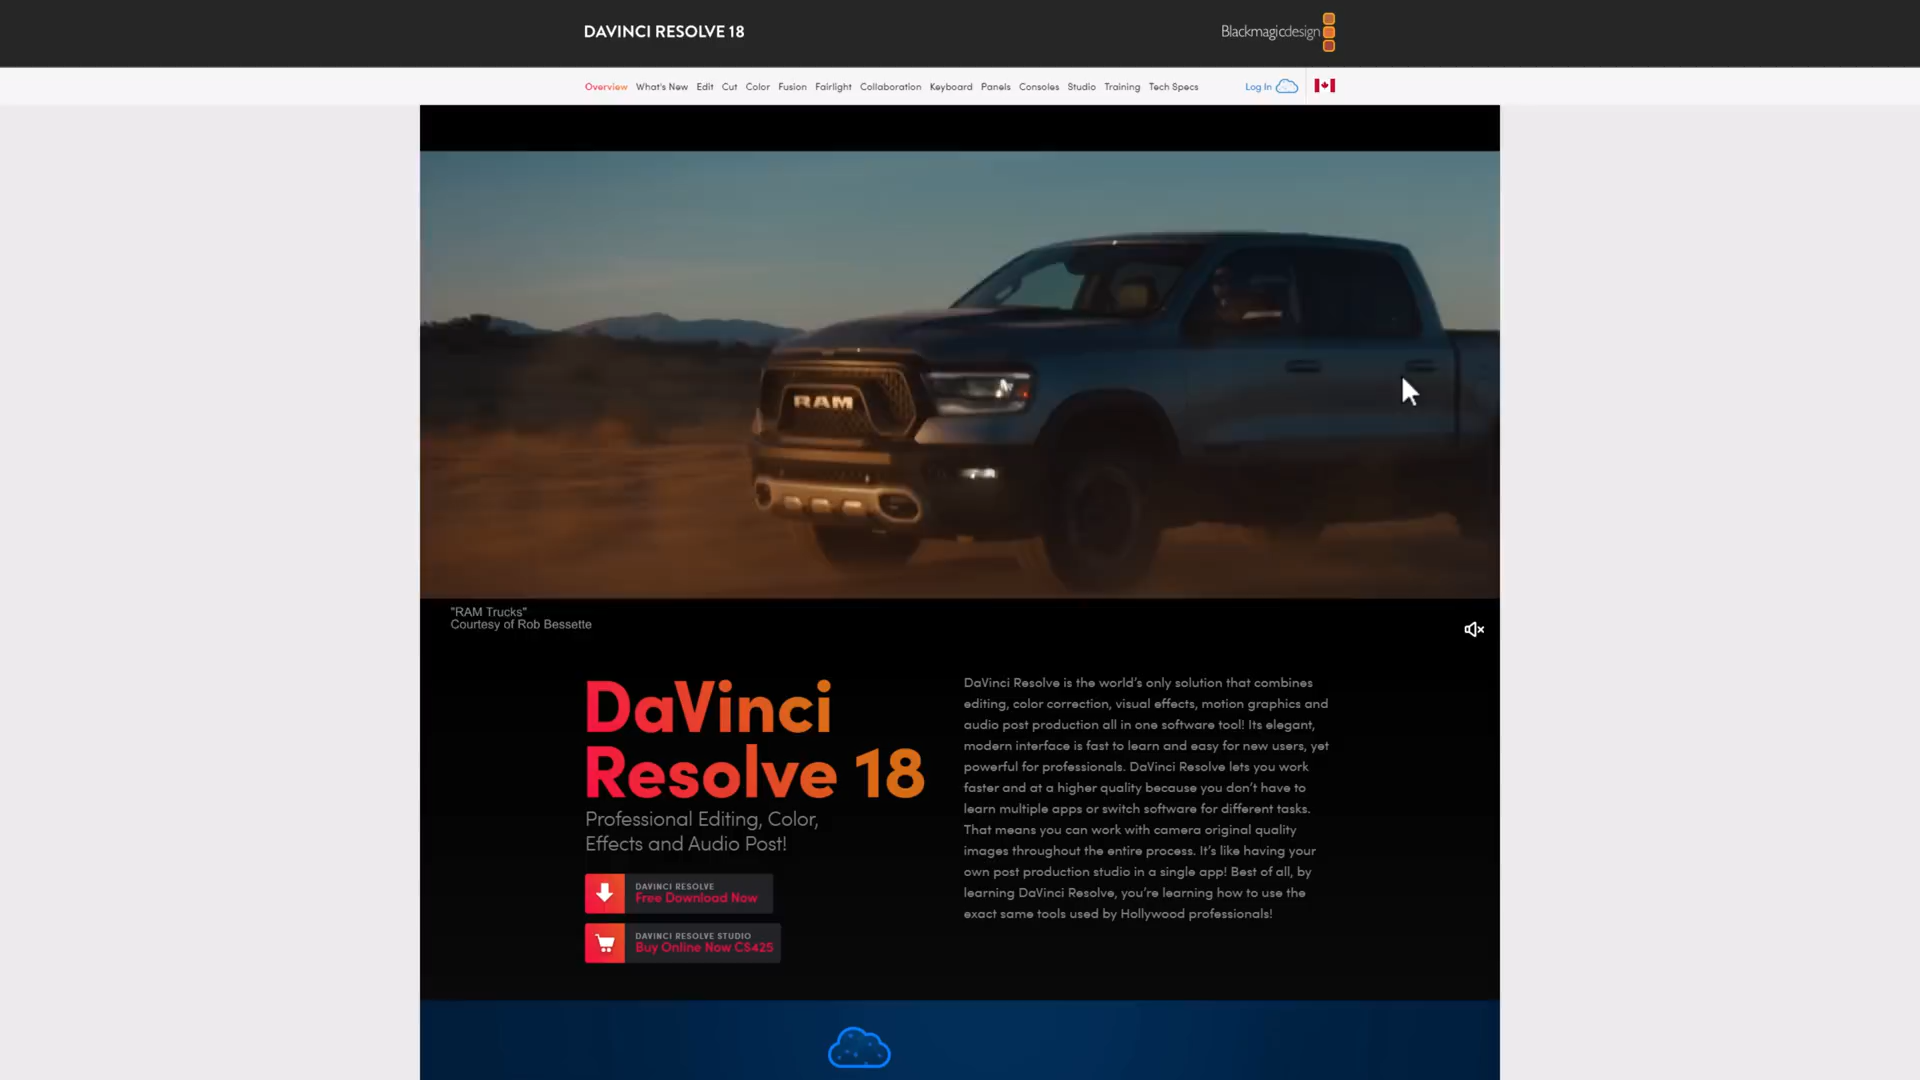 DAVINCI RESOLVE 18
Blackmagicdesign
Overview What's New Edit Cut Color Fusion Fairlight Collaboration Keyboard Panels Consoles Studio Training Tech Specs Log In
RAM
"RAM Trucks"
Courtesy of Rob Bessette
DaVinci
Resolve 18
Professional Editing, Color,
Effects and Audio Post!
DAVINCI RESOLVE
Free Download Now
DAVINCI RESOLVE STUDIO
Buy Online Now C$425
DaVinci Resolve is the world's only solution that combines
editing, color correction, visual effects, motion graphics and
audio post production all in one software tool! Its elegant,
modern interface is fast to learn and easy for new users, yet
powerful for professionals. DaVinci Resolve lets you work
faster and at a higher quality because you don't have to
learn multiple apps or switch software for different tasks.
That means you can work with camera original quality
images throughout the entire process. It's like having your
own post production studio in a single app! Best of all, by
learning DaVinci Resolve, you're learning how to use the
exact same tools used by Hollywood professionals!